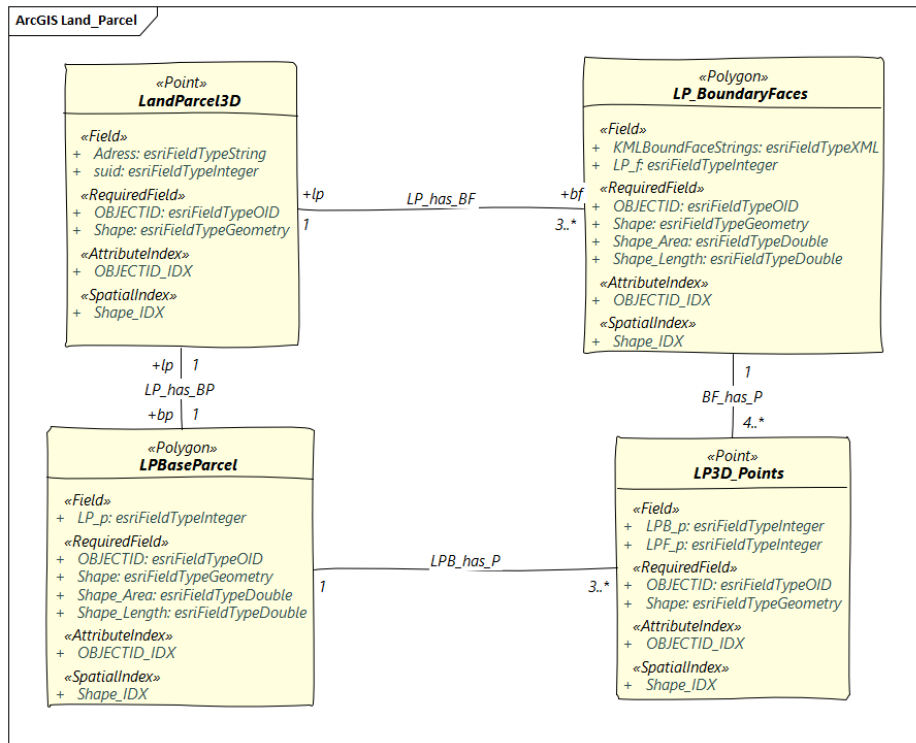 ArcGIS Land_Parcel
«Point»
LandParcel3D
«Field»
+ Adress: esriFieldTypeString
+ suid: esriFieldTypeInteger
«RequiredField»
+ OBJECTID: esriFieldTypeOID
+ Shape: esriFieldTypeGeometry
«AttributeIndex»
+ OBJECTID_IDX
«SpatialIndex»
+ Shape_IDX
+lp
1
LP_has_BF
+bf
3..*
«Polygon»
LP_BoundaryFaces
«Field»
+ KMLBoundFaceStrings: esriFieldTypeXML
+ LP_f: esriFieldTypeInteger
«RequiredField»
+ OBJECTID: esriFieldTypeOID
+ Shape: esriFieldTypeGeometry
+ Shape_Area: esriFieldTypeDouble
+ Shape_Length: esriFieldTypeDouble
«AttributeIndex»
+ OBJECTID_IDX
«SpatialIndex»
+ Shape_IDX
+lp 1
LP_has_BP
+bp 1
1
BF_has_P
4..*
«Polygon»
LPBaseParcel
«Field»
+ LP_p: esriFieldTypeInteger
«RequiredField»
+ OBJECTID: esriFieldTypeOID
+ Shape: esriFieldTypeGeometry
+ Shape_Area: esriFieldTypeDouble
+ Shape_Length: esriFieldTypeDouble
«AttributeIndex»
+ OBJECTID_IDX
«SpatialIndex»
+ Shape_IDX
1
LPB_has_P
3..*
«Point»
LP3D_Points
«Field»
+ LPB_p: esriFieldTypeInteger
+ LPF_p: esriFieldTypeInteger
«RequiredField»
+ OBJECTID: esriFieldTypeOID
+ Shape: esriFieldTypeGeometry
«AttributeIndex»
+ OBJECTID_IDX
«SpatialIndex»
+ Shape_IDX